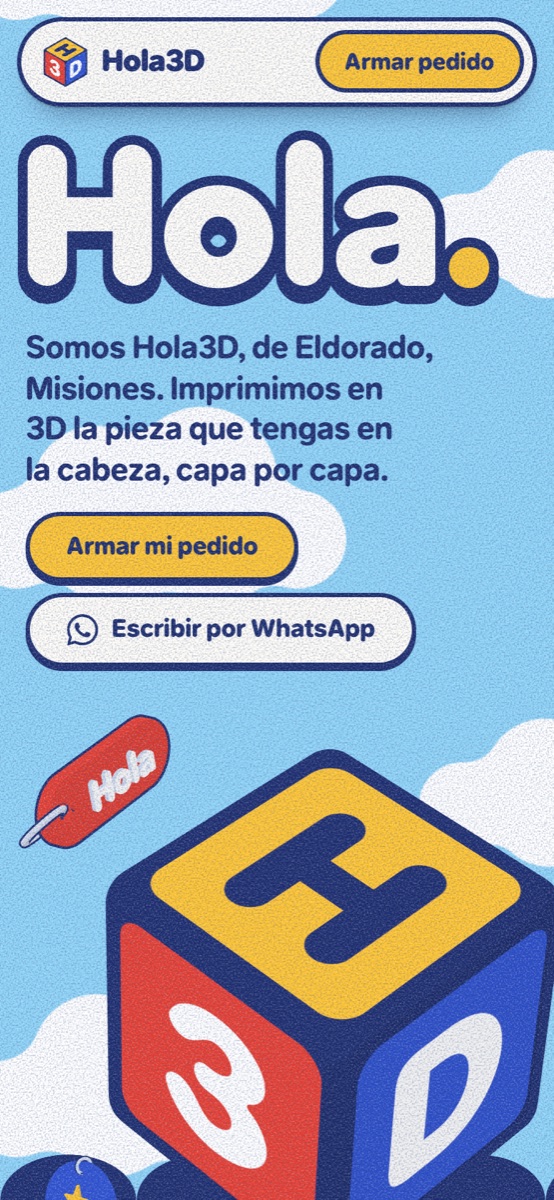 Hola3D
Armar pedido
Hola.
Somos Hola3D, de Eldorado,
Misiones. Imprimimos en
3D la pieza que tengas en
la cabeza, capa por capa.
Armar mi pedido
Escribir por WhatsApp
Hola
H
3 D